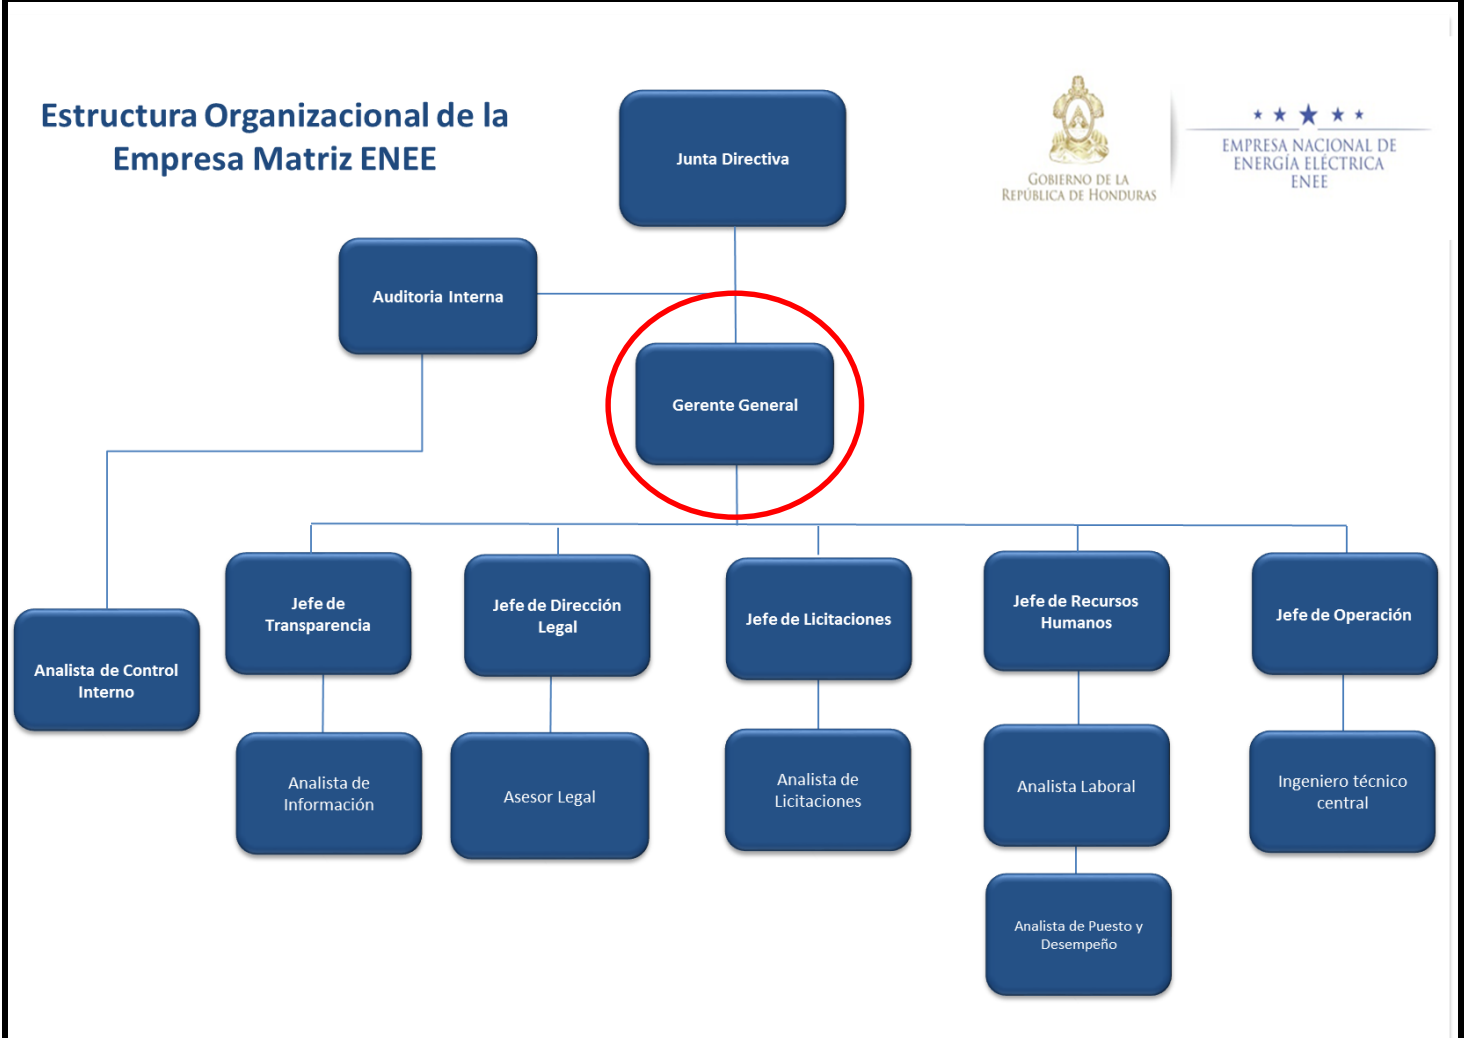 Estructura Organizacional de la
Empresa Matriz ENEE
Junta Directiva
GOBIERNO DE LA
REPÚBLICA DE HONDURAS
EMPRESA NACIONAL DE
ENERGÍA ELÉCTRICA
ENEE
Auditoria Interna
Gerente General
Jefe de
Transparencia
Jefe de Dirección
Legal
Jefe de Licitaciones
Jefe de Recursos
Humanos
Jefe de Operación
Analista de Control
Interno
Analista de
Información
Asesor Legal
Analista de
Licitaciones
Analista Laboral
Ingeniero técnico
central
Analista de Puesto y
Desempeño